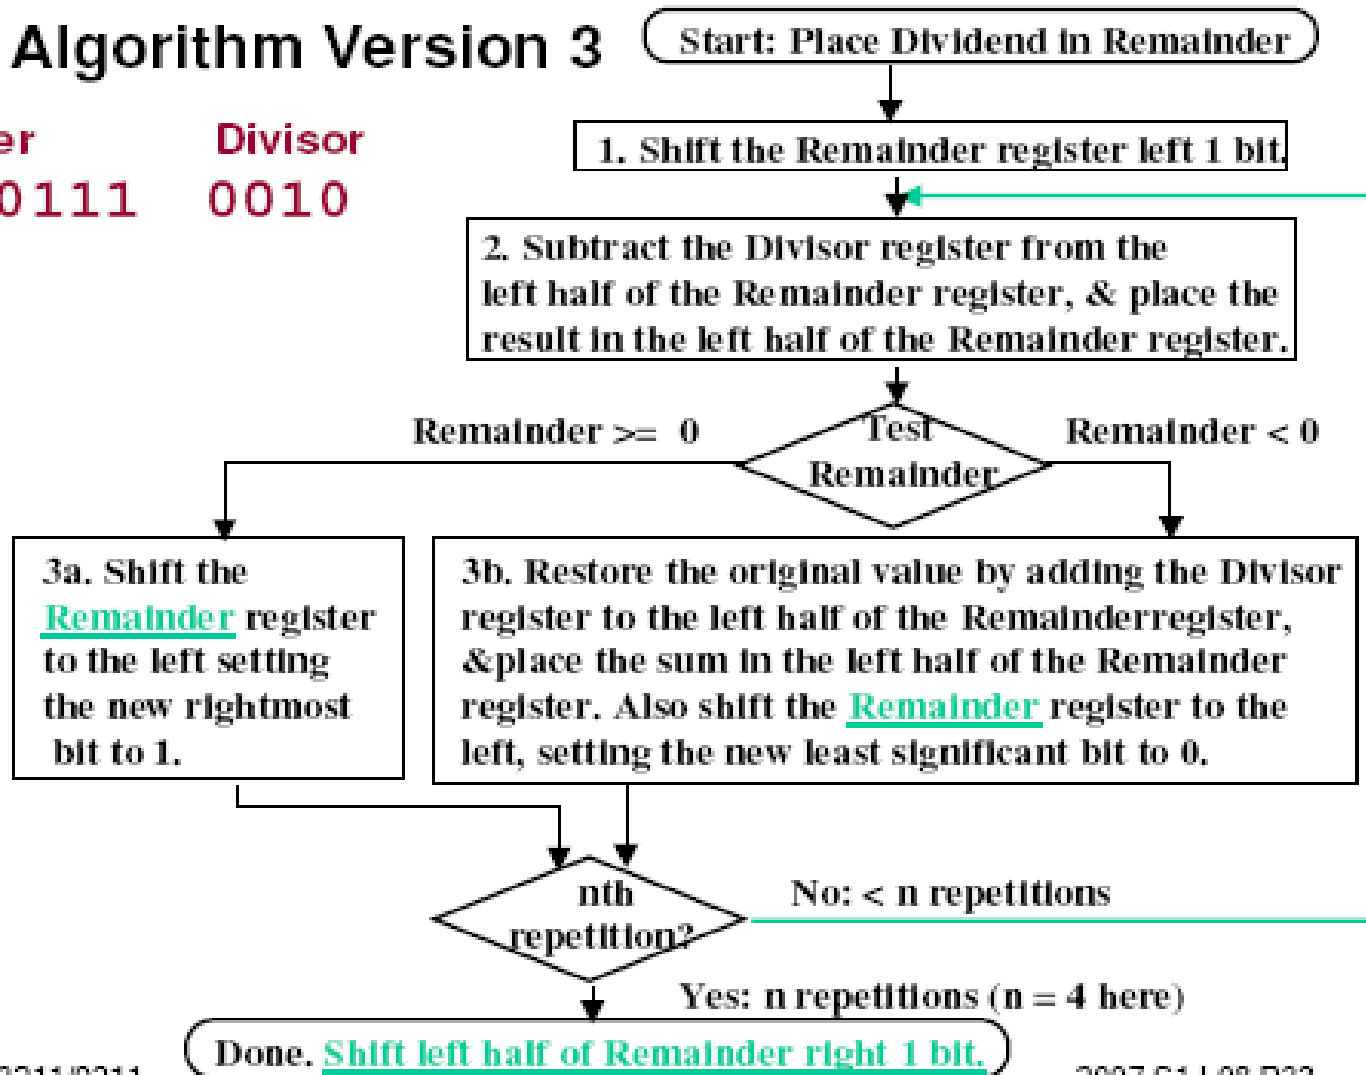 Algorithm Version 3
Start: Place Dividend in Remainder
er Divisor
0111 0010
1. Shift the Remainder register left 1 bit.
2. Subtract the Divisor register from the
left half of the Remainder register, & place the
result in the left half of the Remainder register.
Remainder >= 0
Test
Remainder
Remainder < 0
3a. Shift the
Remainder register
to the left setting
the new rightmost
bit to 1.
3b. Restore the original value by adding the Divisor
register to the left half of the Remainderregister,
&place the sum in the left half of the Remainder
register. Also shift the Remainder register to the
left, setting the new least significant bit to 0.
nth
repetition?
No: < n repetitions
Yes: n repetitions (n = 4 here)
Done. Shift left half of Remainder right 1 bit.